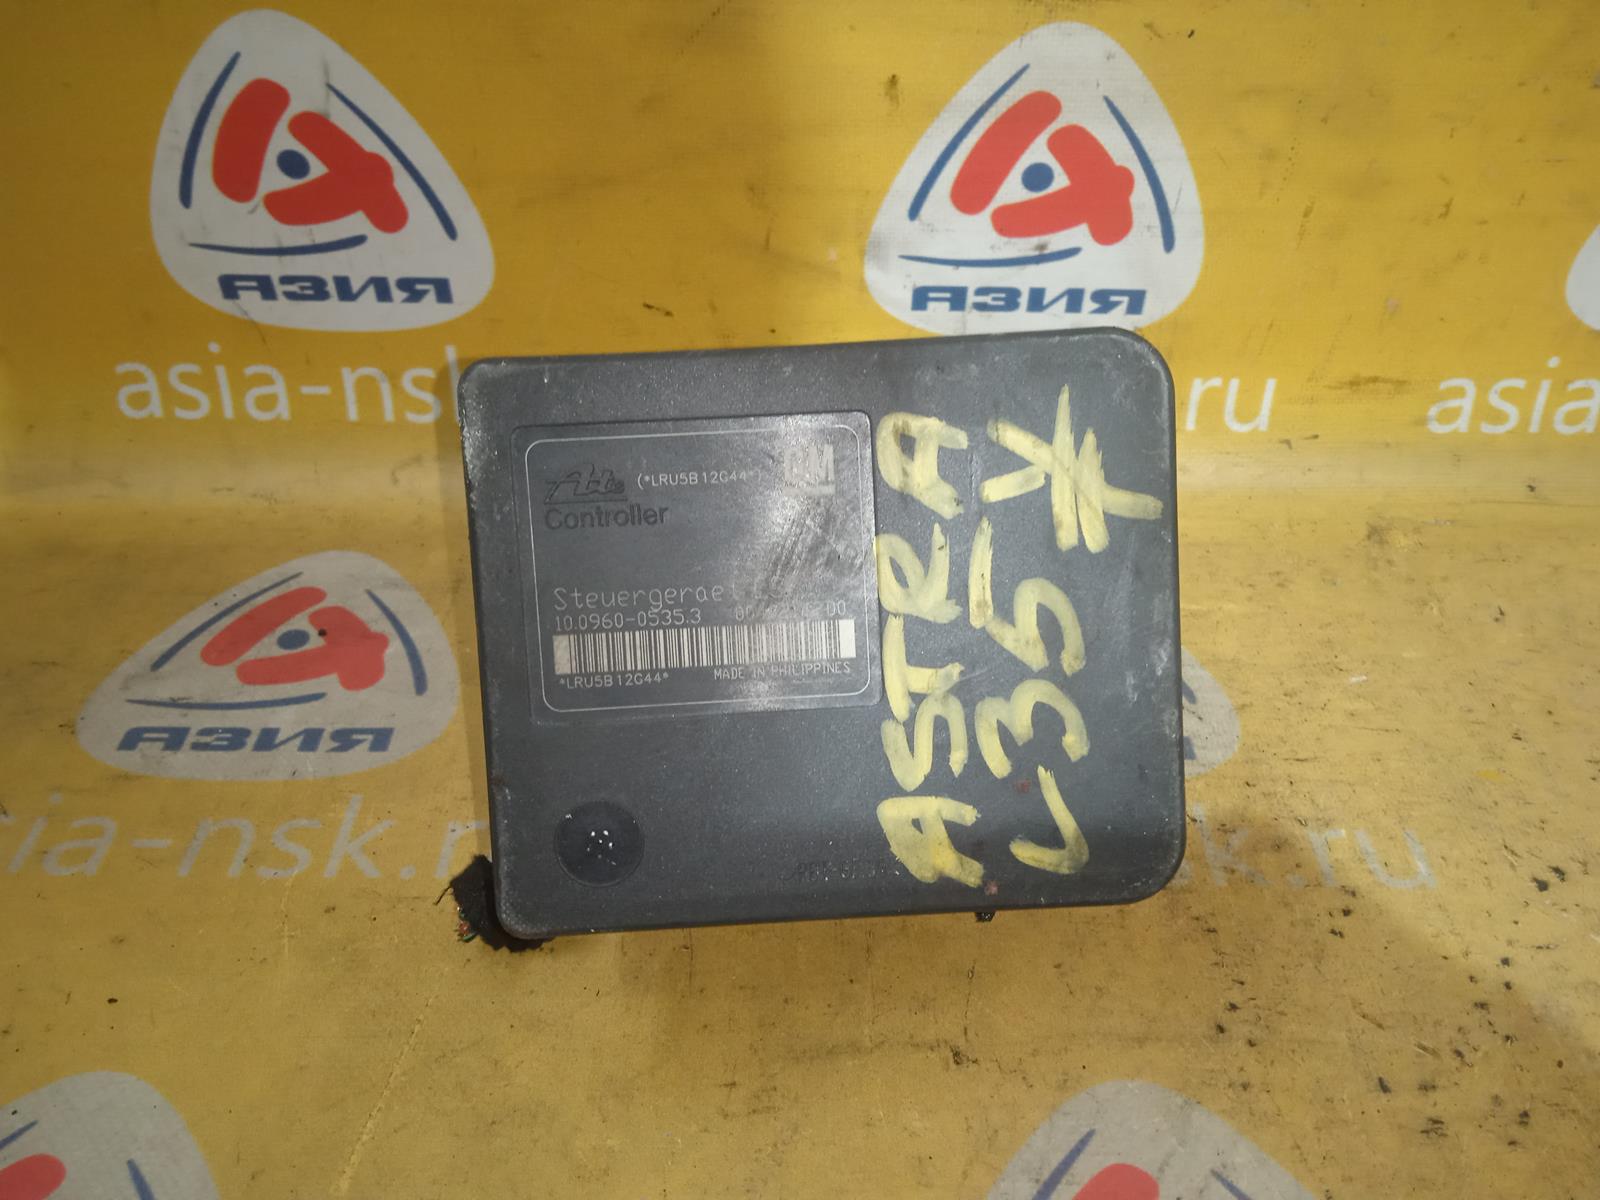 АЗИЯ
АЗИЯ
asia-nsk
ru
asia
Ate (*LRU5B12G44*) GM
Controller
Steuergeraet
10.0960-0535.3
*LRU5B12G44* MADE IN PHILIPPINES
ASTRA
L35
АЗИЯ
asia-nsk.r
nsk.ru